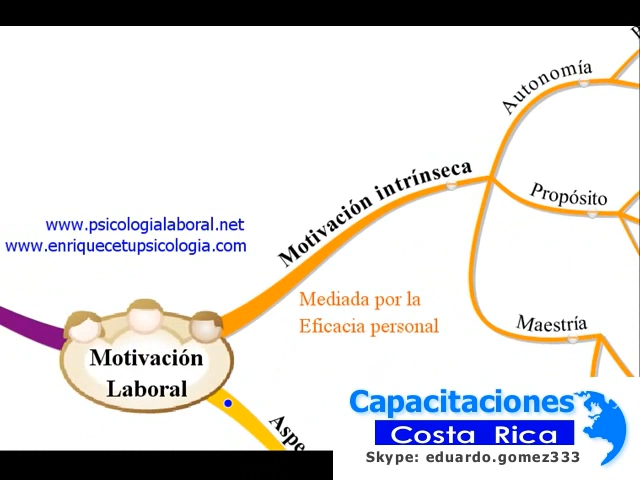 Autonomía
Motivación intrínseca
Propósito
www.psicologialaboral.net
www.enriquecetupsicologia.com
Mediada por la
Eficacia personal
Maestría
Motivación
Laboral
Capacitaciones
Costa Rica
Skype: eduardo.gomez333